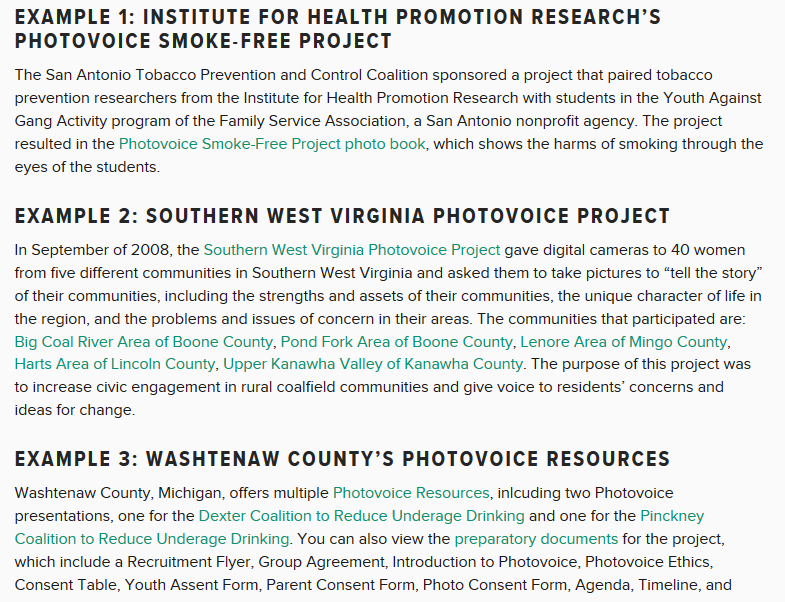 EXAMPLE 1: INSTITUTE FOR HEALTH PROMOTION RESEARCH’S
PHOTOVOICE SMOKE-FREE PROJECT
The San Antonio Tobacco Prevention and Control Coalition sponsored a project that paired tobacco
prevention researchers from the Institute for Health Promotion Research with students in the Youth Against
Gang Activity program of the Family Service Association, a San Antonio nonprofit agency. The project
resulted in the Photovoice Smoke-Free Project photo book, which shows the harms of smoking through the
eyes of the students.
EXAMPLE 2: SOUTHERN WEST VIRGINIA PHOTOVOICE PROJECT
In September of 2008, the Southern West Virginia Photovoice Project gave digital cameras to 40 women
from five different communities in Southern West Virginia and asked them to take pictures to “tell the story”
of their communities, including the strengths and assets of their communities, the unique character of life in
the region, and the problems and issues of concern in their areas. The communities that participated are:
Big Coal River Area of Boone County, Pond Fork Area of Boone County, Lenore Area of Mingo County,
Harts Area of Lincoln County, Upper Kanawha Valley of Kanawha County. The purpose of this project was
to increase civic engagement in rural coalfield communities and give voice to residents’ concerns and
ideas for change.
EXAMPLE 3: WASHTENAW COUNTY’S PHOTOVOICE RESOURCES
Washtenaw County, Michigan, offers multiple Photovoice Resources, inlcuding two Photovoice
presentations, one for the Dexter Coalition to Reduce Underage Drinking and one for the Pinckney
Coalition to Reduce Underage Drinking. You can also view the preparatory documents for the project,
which include a Recruitment Flyer, Group Agreement, Introduction to Photovoice, Photovoice Ethics,
Consent Table, Youth Assent Form, Parent Consent Form, Photo Consent Form, Agenda, Timeline, and